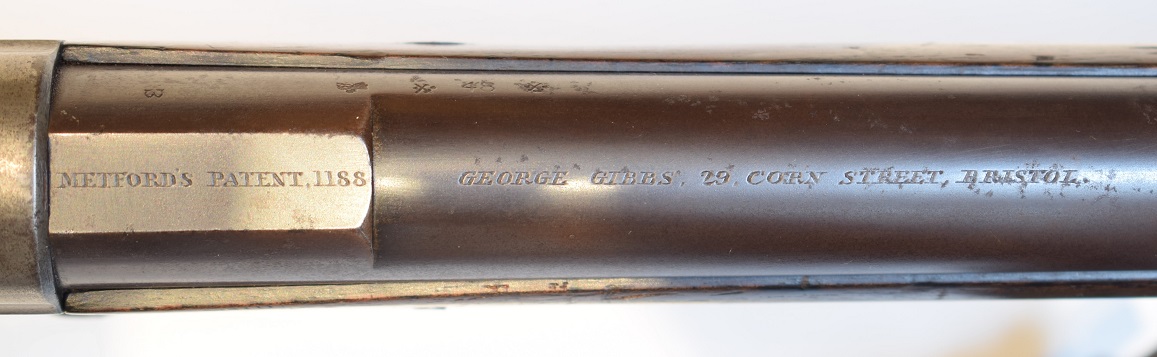 METFORD'S PATENT, 1188
GEORGE GIBBS, 29, CORN STREET, BRISTOL.